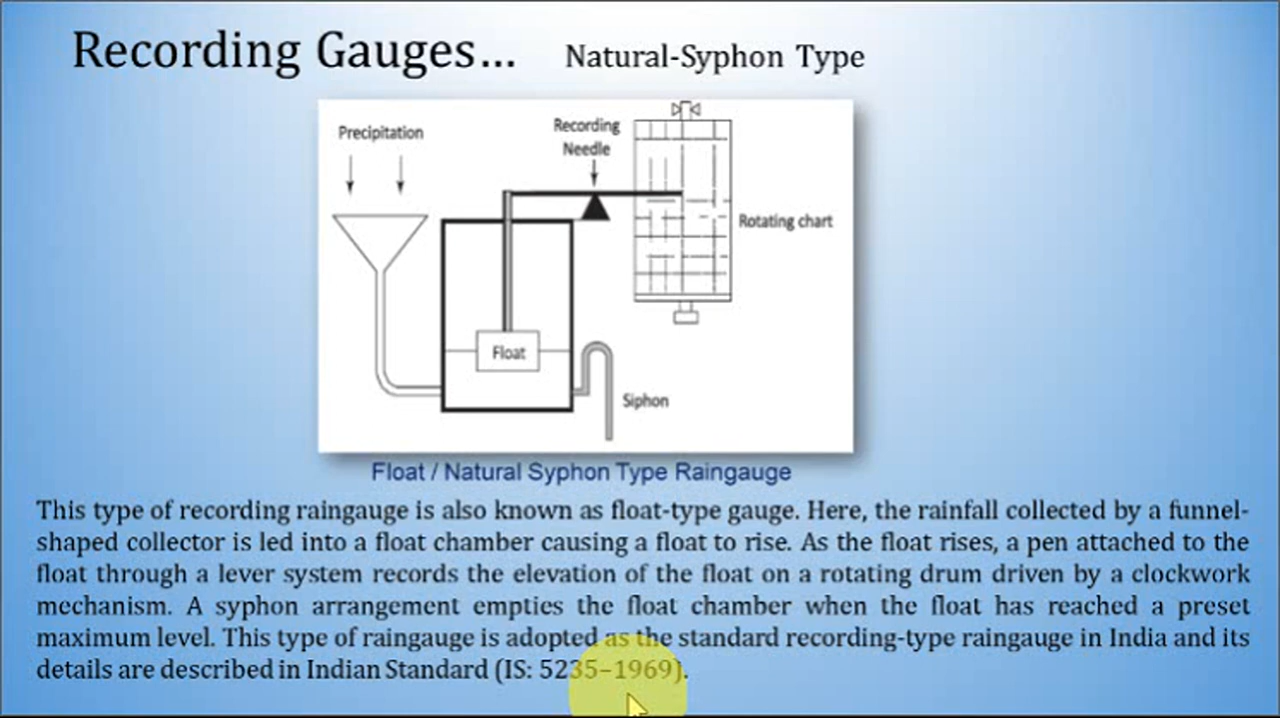 Recording Gauges... Natural-Syphon Type
Precipitation
Recording
Needle
Rotating chart
Float
Siphon
Float / Natural Syphon Type Raingauge
This type of recording raingauge is also known as float-type gauge. Here, the rainfall collected by a funnel-
shaped collector is led into a float chamber causing a float to rise. As the float rises, a pen attached to the
float through a lever system records the elevation of the float on a rotating drum driven by a clockwork
mechanism. A syphon arrangement empties the float chamber when the float has reached a preset
maximum level. This type of raingauge is adopted as the standard recording-type raingauge in India and its
details are described in Indian Standard (IS: 5235–1969).